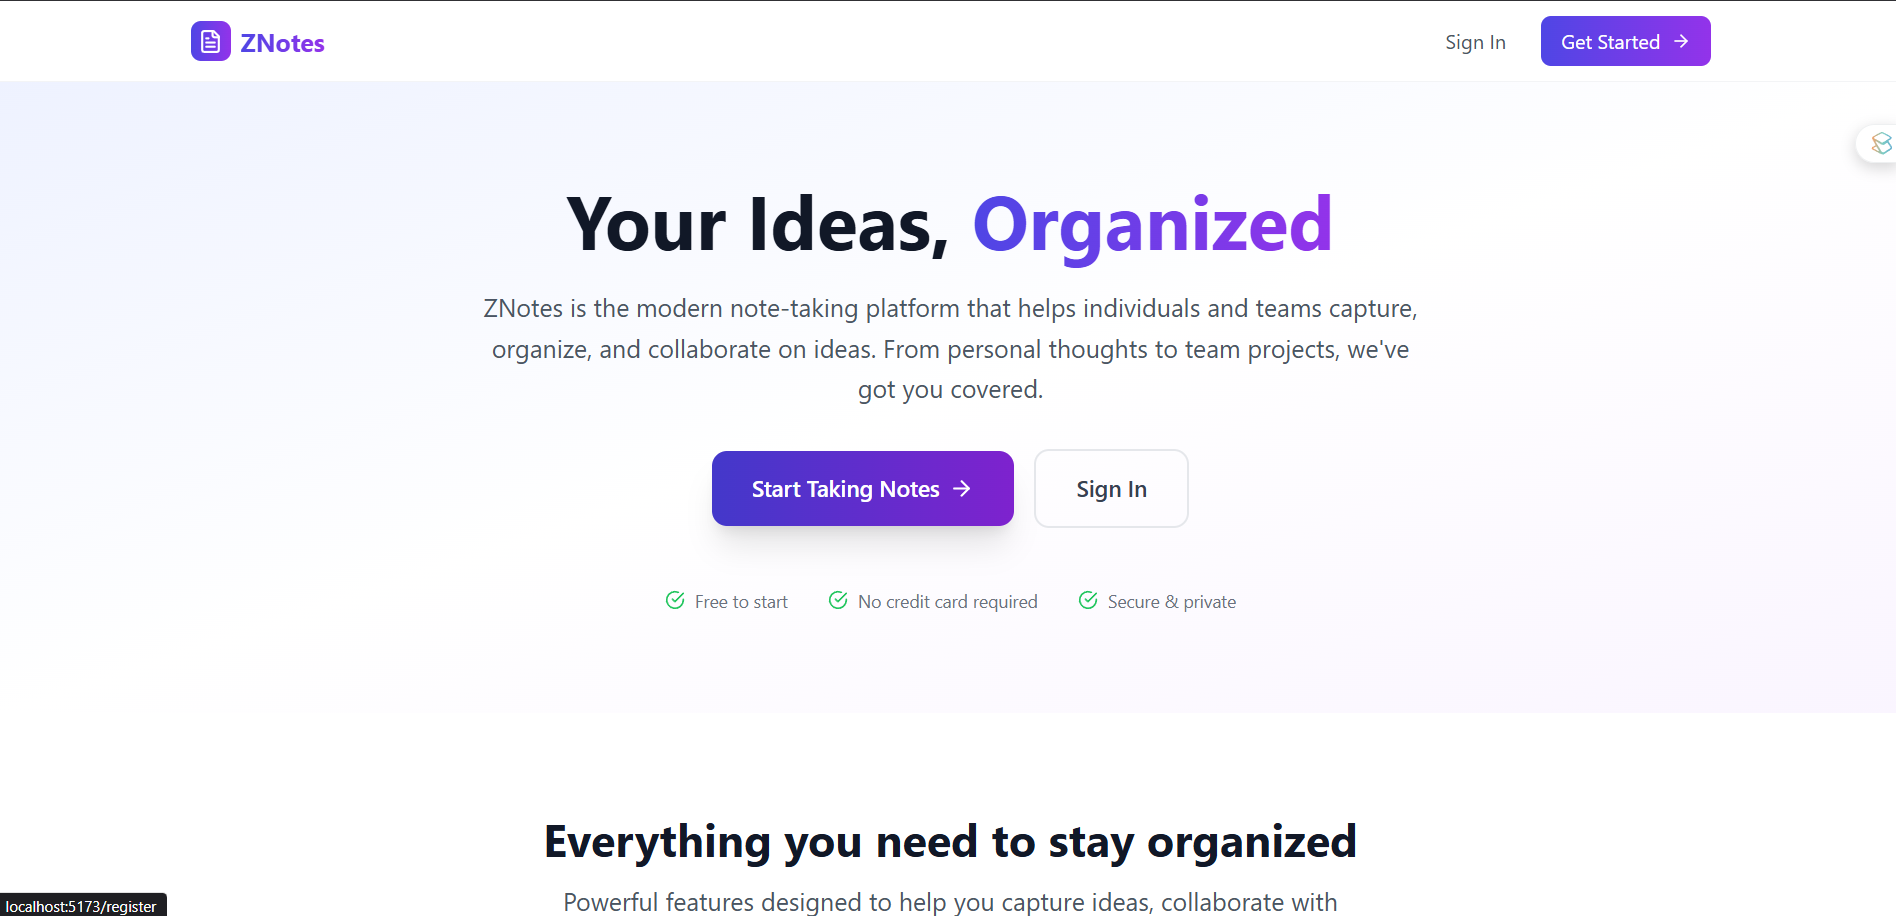 ZNotes
Sign In
Get Started
Your Ideas, Organized
ZNotes is the modern note-taking platform that helps individuals and teams capture,
organize, and collaborate on ideas. From personal thoughts to team projects, we've
got you covered.
Start Taking Notes
Sign In
Free to start
No credit card required
Secure & private
Everything you need to stay organized
Powerful features designed to help you capture ideas, collaborate with
localhost:5173/register